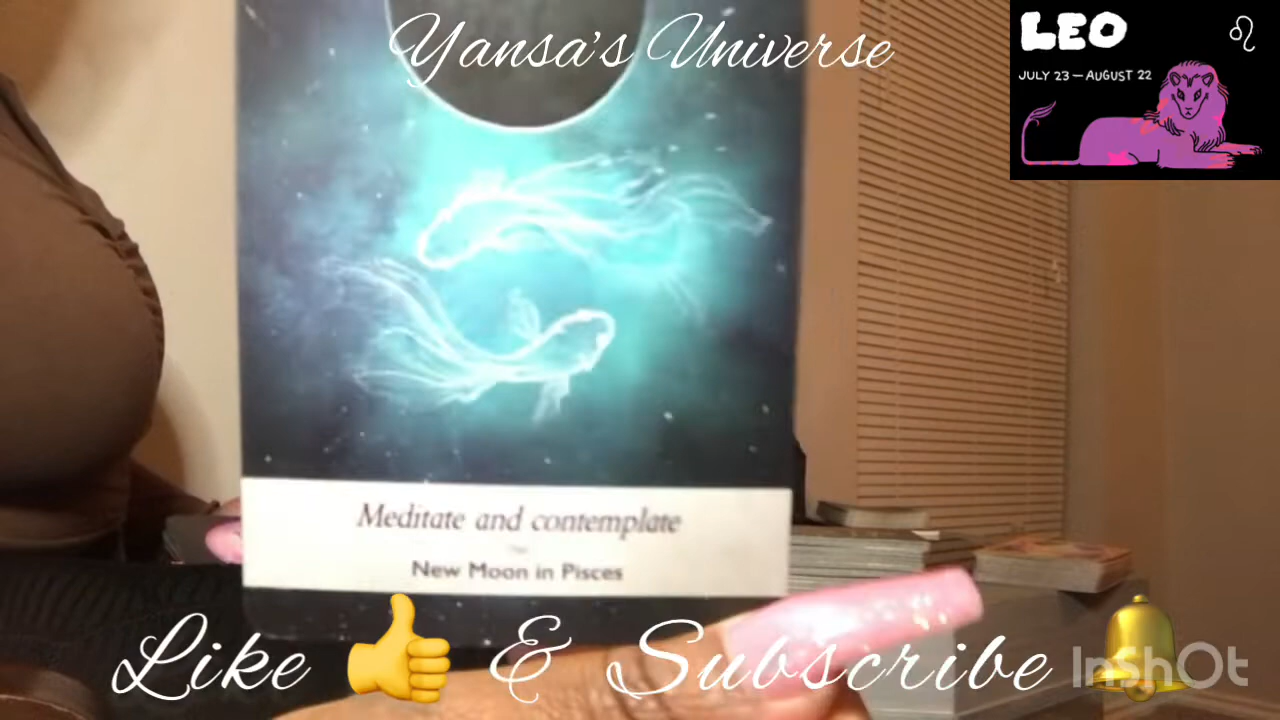 Yansa's Universe
LEO
JULY 23 — AUGUST 22
Meditate and contemplate
New Moon in Pisces
Like 👍 & Subscribe 🔔
InShOt